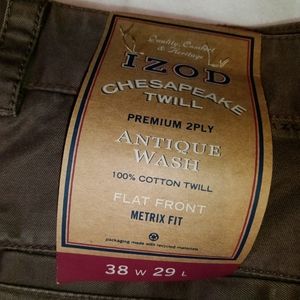 Quality, Comfort
& Heritage
IZOD
CHESAPEAKE
TWILL
PREMIUM 2PLY
ANTIQUE
WASH
100% COTTON TWILL
FLAT FRONT
METRIX FIT
packaging made with recycled materials
38 W 29 L